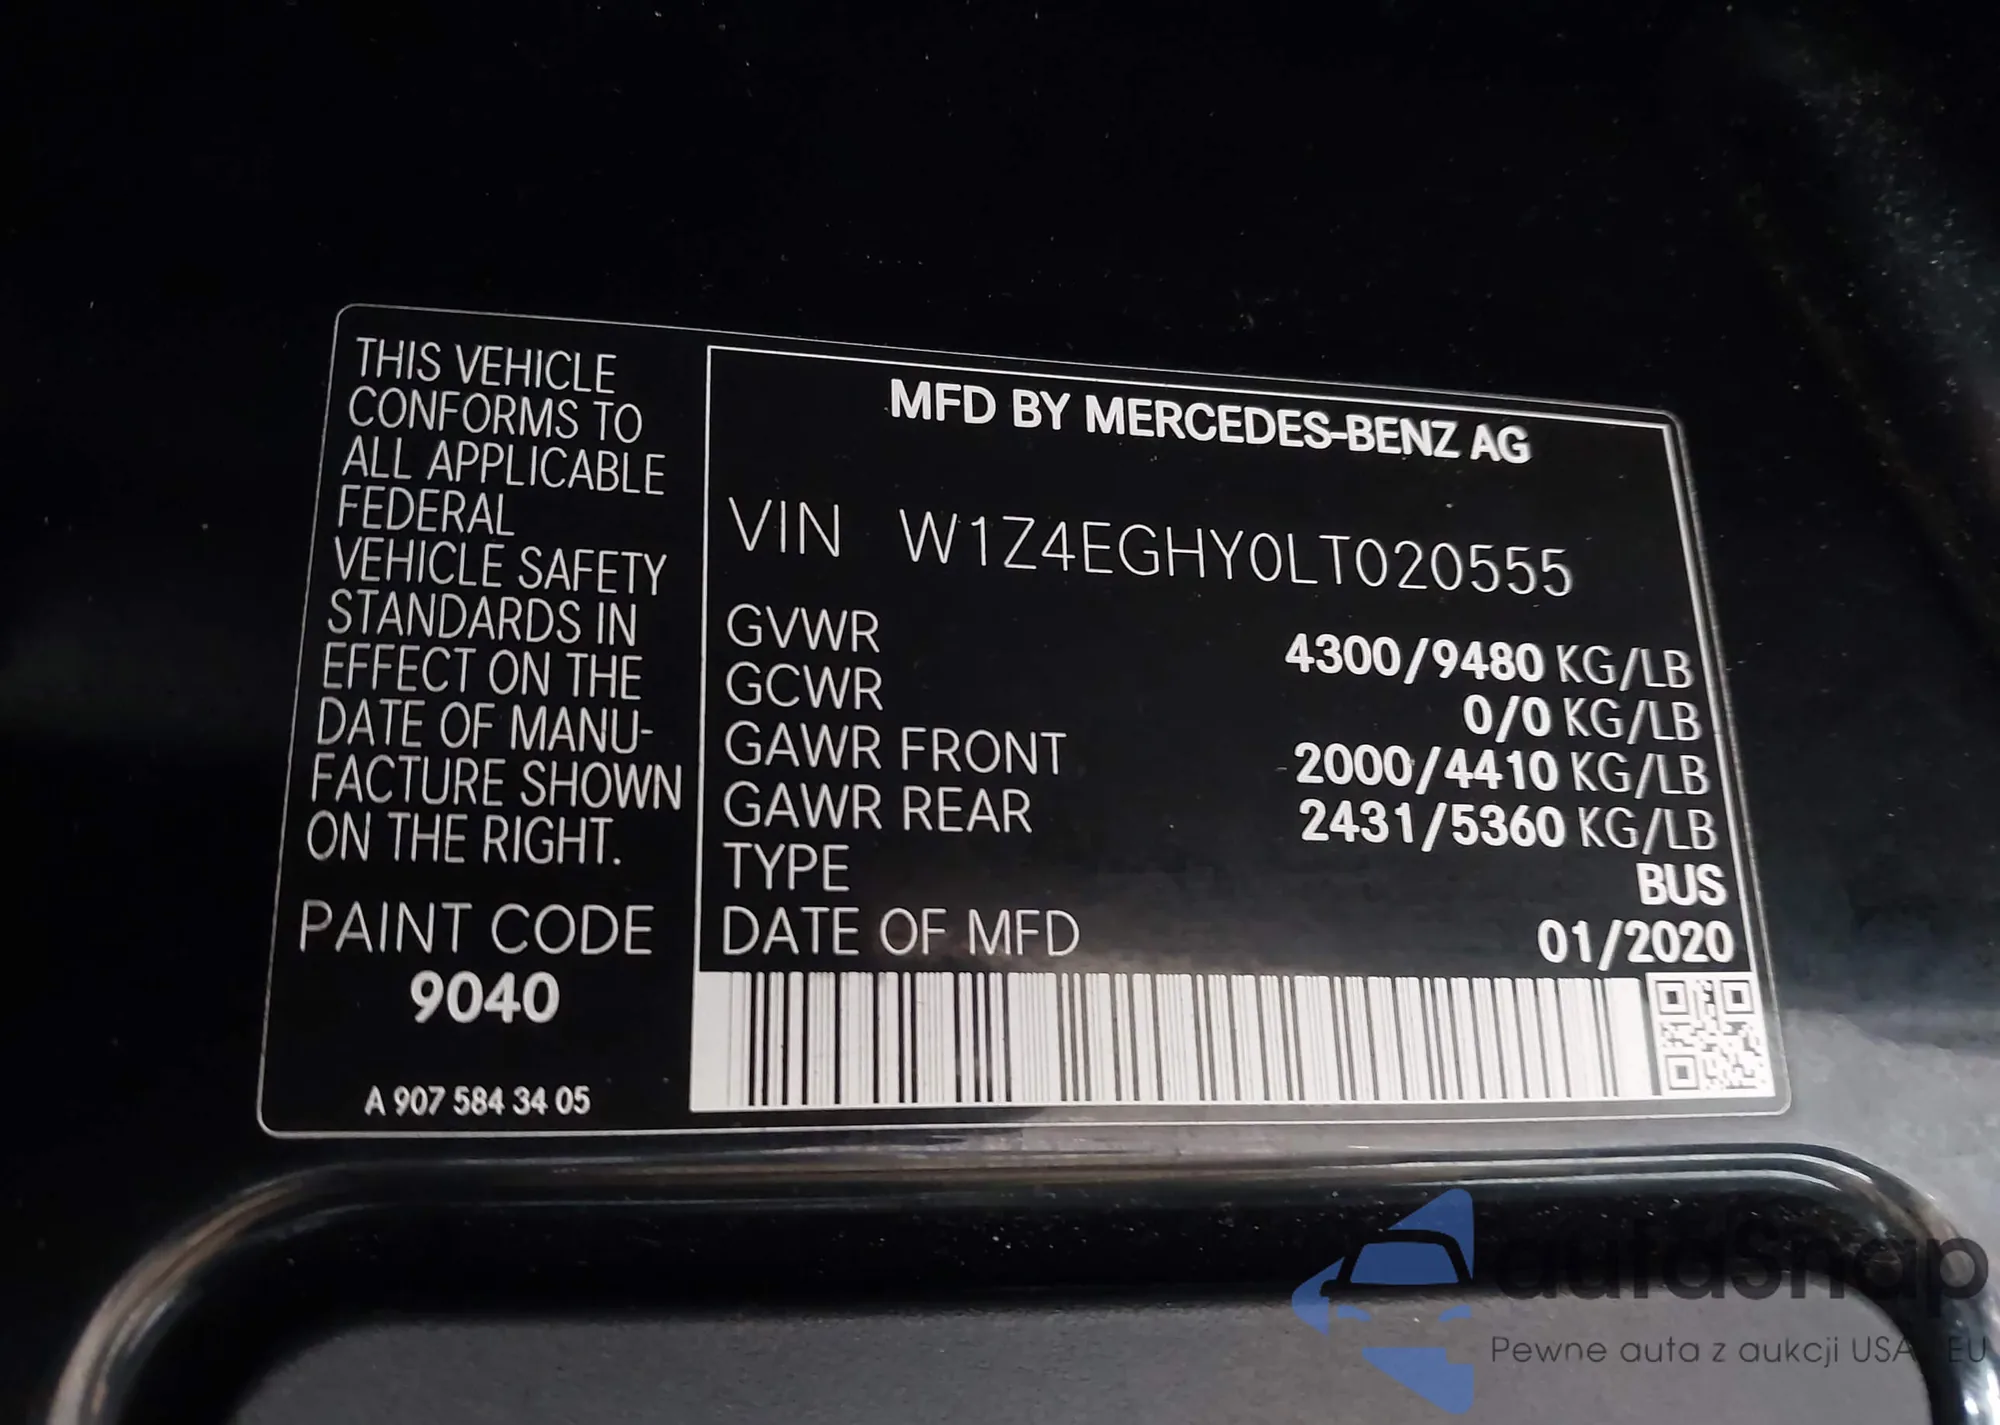 THIS VEHICLE
CONFORMS TO
ALL APPLICABLE
FEDERAL
VEHICLE SAFETY
STANDARDS IN
EFFECT ON THE
DATE OF MANU-
FACTURE SHOWN
ON THE RIGHT.
PAINT CODE
9040
A 907 584 34 05
MFD BY MERCEDES-BENZ AG
VIN W1Z4EGHY0LT020555
GVWR 4300/9480 KG/LB
GCWR 0/0 KG/LB
GAWR FRONT 2000/4410 KG/LB
GAWR REAR 2431/5360 KG/LB
TYPE BUS
DATE OF MFD 01/2020
autoSnap
Pewne auta z aukcji USA EU